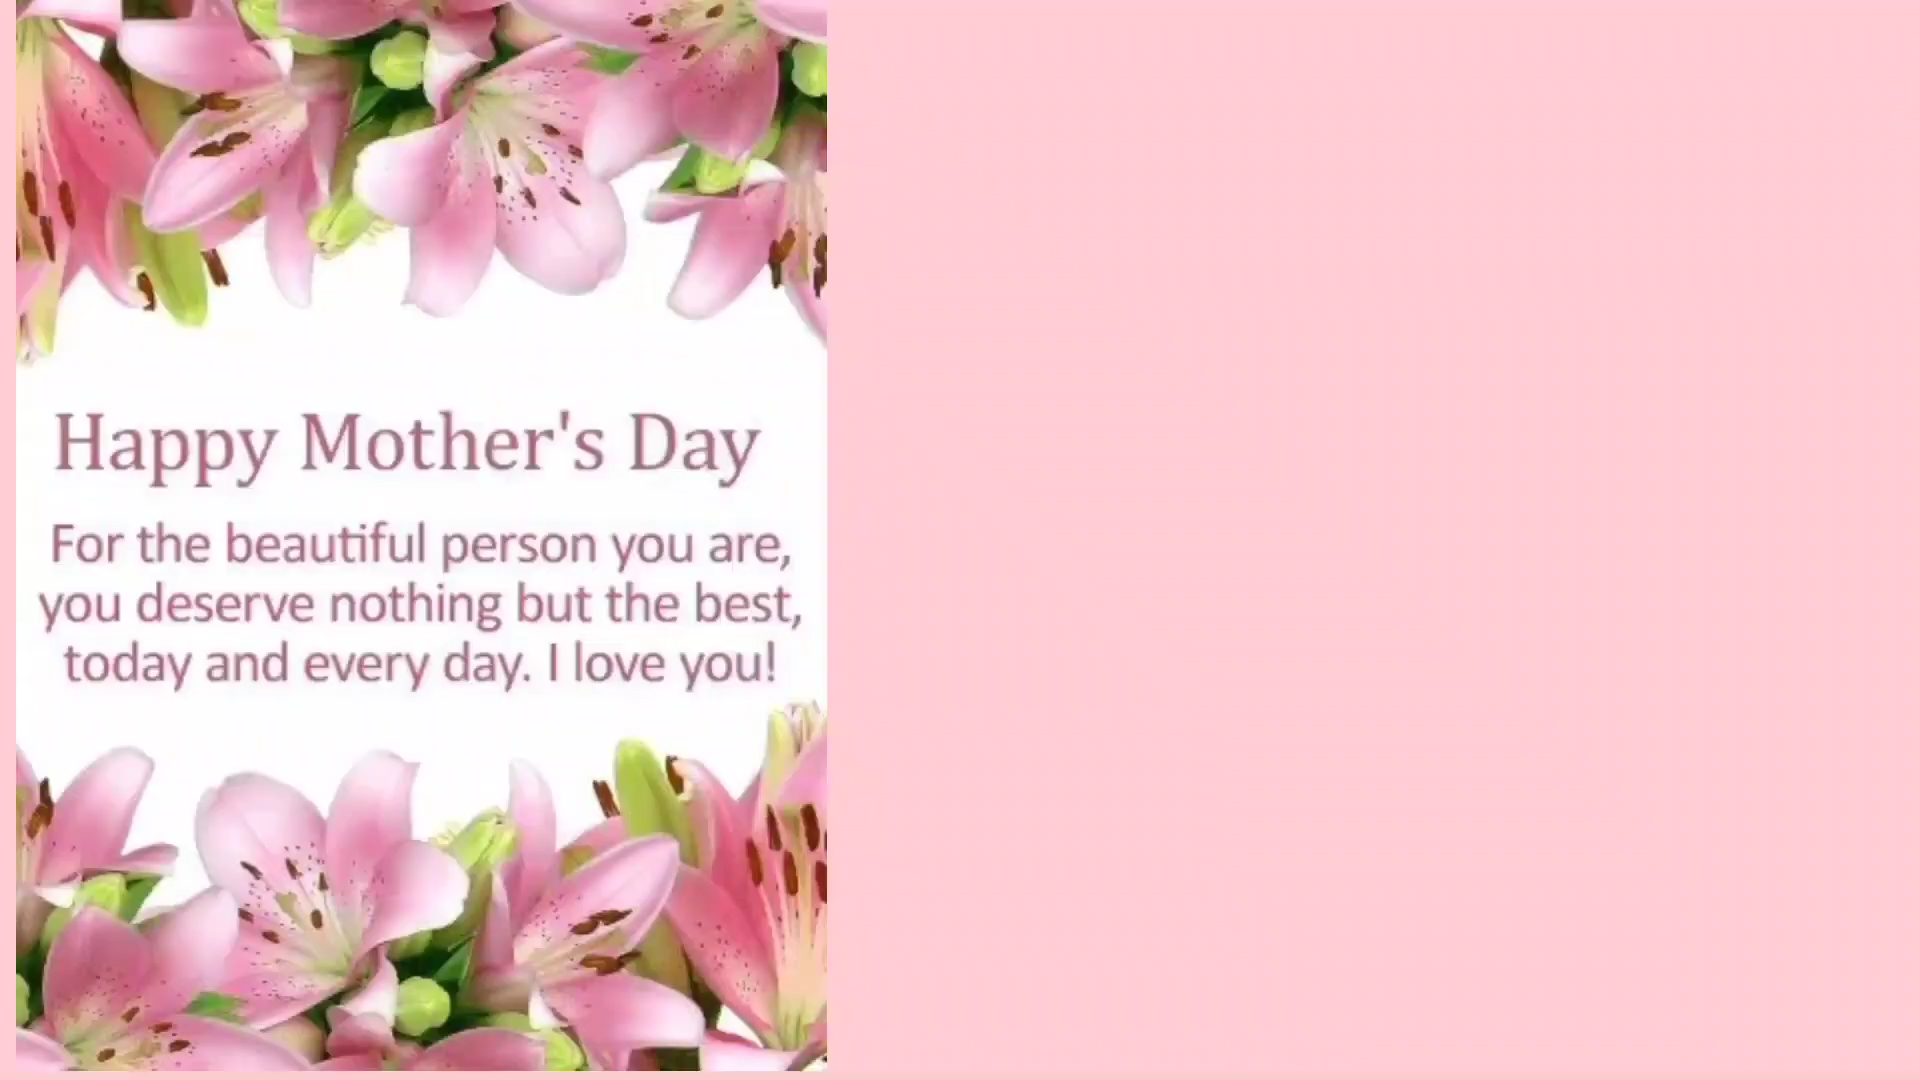 Happy Mother's Day
For the beautiful person you are,
you deserve nothing but the best,
today and every day. I love you!